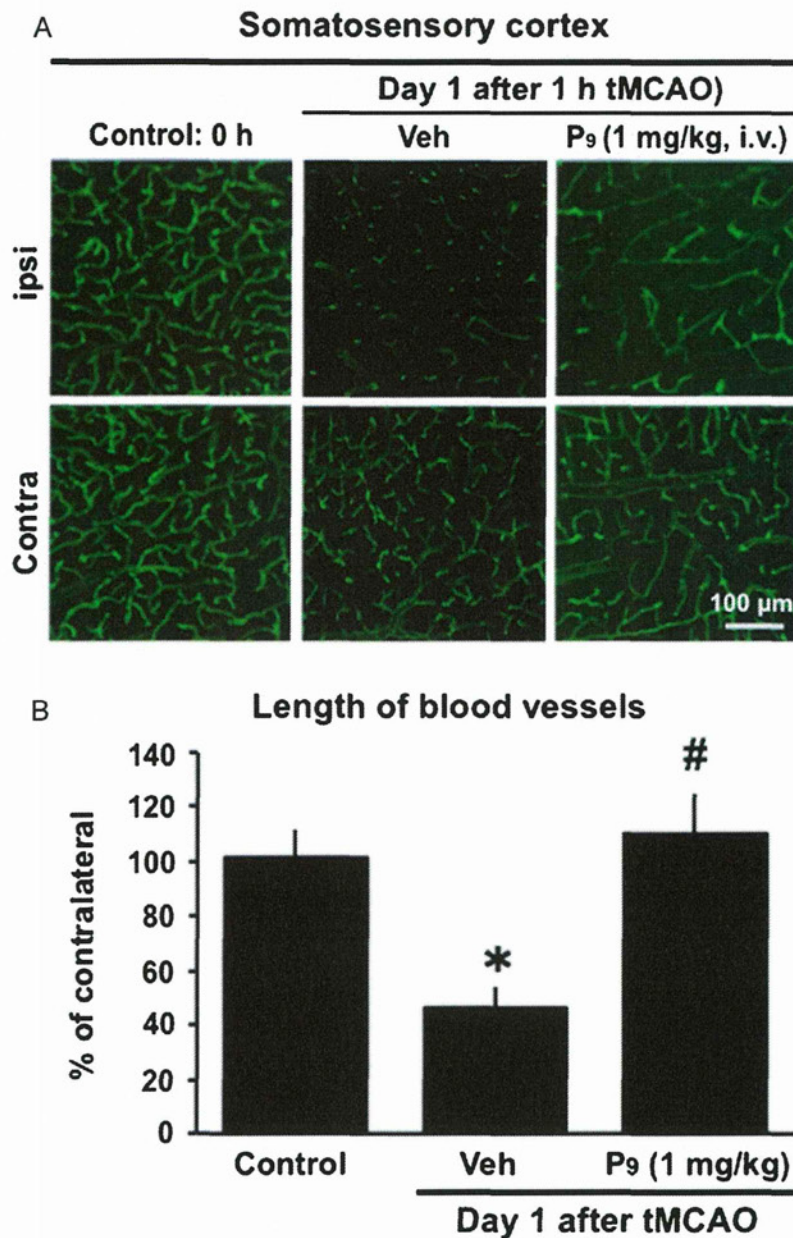 A
Somatosensory cortex
Day 1 after 1 h tMCAO)
Control: 0 h
Veh
P₉ (1 mg/kg, i.v.)
ipsi
Contra
100 µm
B
Length of blood vessels
% of contralateral
140
120
100
80
60
40
20
0
*
#
Control
Veh
P₉ (1 mg/kg)
Day 1 after tMCAO